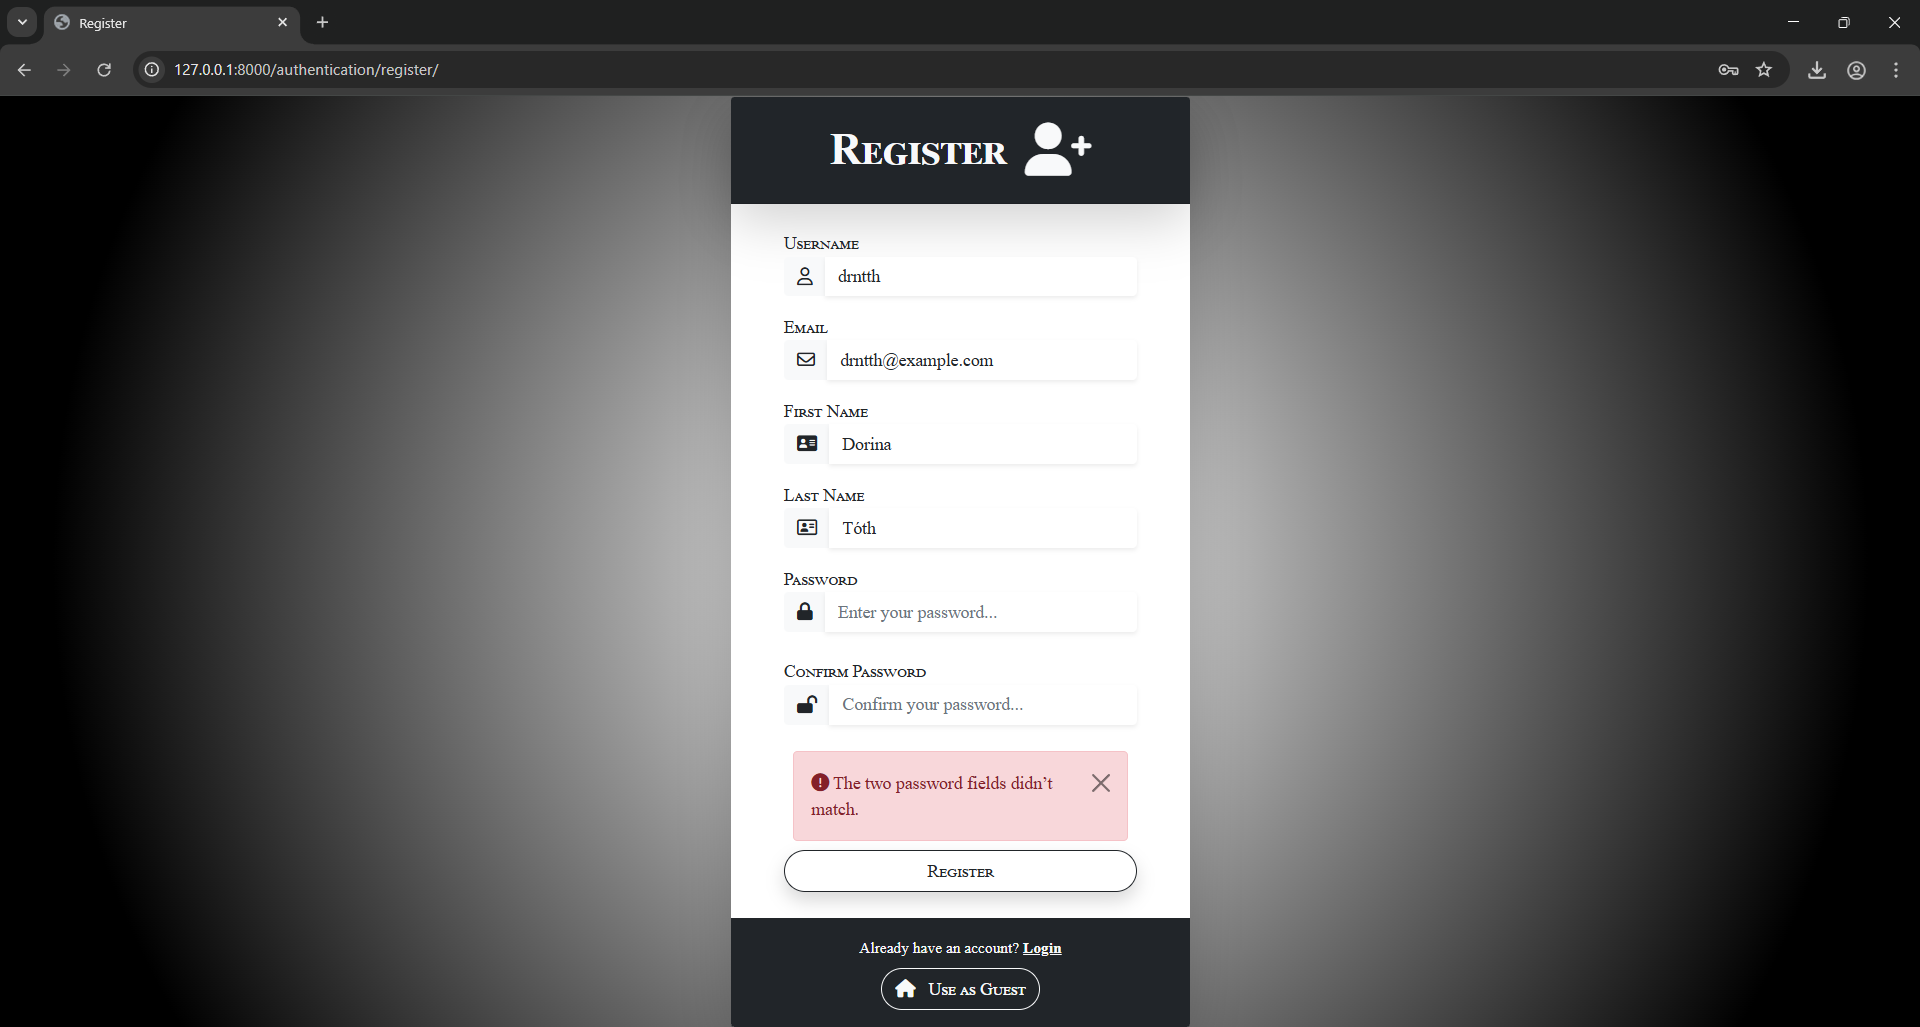 Register
127.0.0.1:8000/authentication/register/
Register
Username
drntth
Email
drntth@example.com
First Name
Dorina
Last Name
Tóth
Password
Enter your password...
Confirm Password
Confirm your password...
The two password fields didn’t
match.
Register
Already have an account? Login
Use as Guest